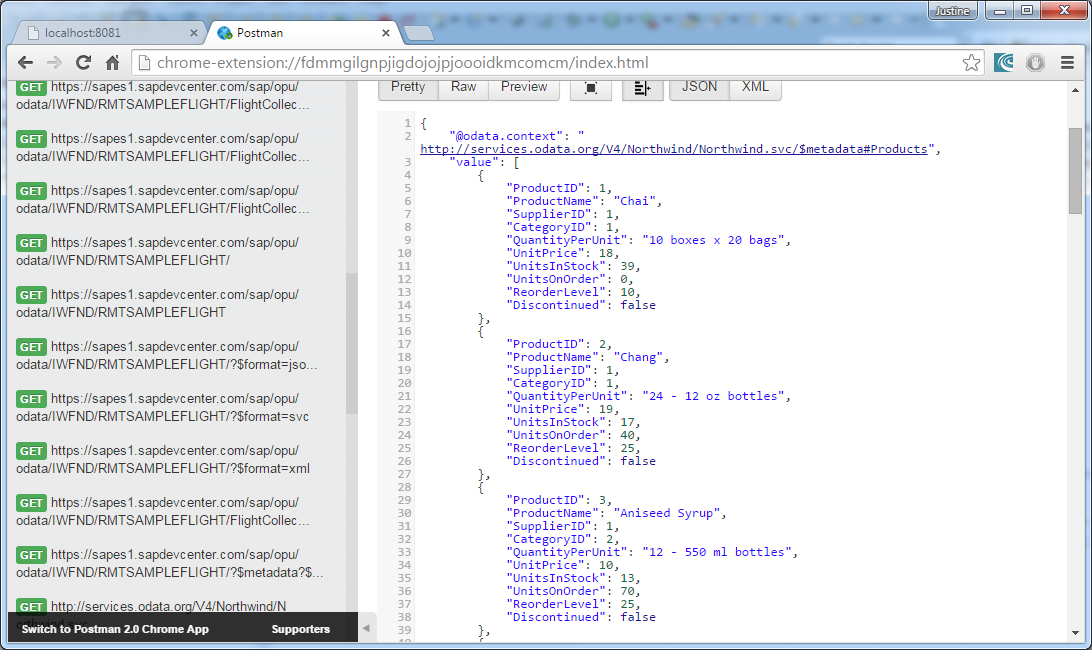 Justine
localhost:8081
Postman
chrome-extension://fdmmgilgnpjigdojojpjoooidkmcomcm/index.html
GET https://sapes1.sapdevcenter.com/sap/opu/
odata/IWFND/RMTSAMPLEFLIGHT/FlightCollec...
GET https://sapes1.sapdevcenter.com/sap/opu/
odata/IWFND/RMTSAMPLEFLIGHT/FlightCollec...
GET https://sapes1.sapdevcenter.com/sap/opu/
odata/IWFND/RMTSAMPLEFLIGHT/FlightCollec...
GET https://sapes1.sapdevcenter.com/sap/opu/
odata/IWFND/RMTSAMPLEFLIGHT/
GET https://sapes1.sapdevcenter.com/sap/opu/
odata/IWFND/RMTSAMPLEFLIGHT
GET https://sapes1.sapdevcenter.com/sap/opu/
odata/IWFND/RMTSAMPLEFLIGHT/?$format=jso...
GET https://sapes1.sapdevcenter.com/sap/opu/
odata/IWFND/RMTSAMPLEFLIGHT/?$format=svc
GET https://sapes1.sapdevcenter.com/sap/opu/
odata/IWFND/RMTSAMPLEFLIGHT/?$format=xml
GET https://sapes1.sapdevcenter.com/sap/opu/
odata/IWFND/RMTSAMPLEFLIGHT/FlightCollec...
GET https://sapes1.sapdevcenter.com/sap/opu/
odata/IWFND/RMTSAMPLEFLIGHT/?$metadata?$...
GET http://services.odata.org/V4/Northwind/N
Switch to Postman 2.0 Chrome App Supporters
Pretty Raw Preview JSON XML
1 {
2 "@odata.context": "
http://services.odata.org/V4/Northwind/Northwind.svc/$metadata#Products",
3 "value": [
4 {
5 "ProductID": 1,
6 "ProductName": "Chai",
7 "SupplierID": 1,
8 "CategoryID": 1,
9 "QuantityPerUnit": "10 boxes x 20 bags",
10 "UnitPrice": 18,
11 "UnitsInStock": 39,
12 "UnitsOnOrder": 0,
13 "ReorderLevel": 10,
14 "Discontinued": false
15 },
16 {
17 "ProductID": 2,
18 "ProductName": "Chang",
19 "SupplierID": 1,
20 "CategoryID": 1,
21 "QuantityPerUnit": "24 - 12 oz bottles",
22 "UnitPrice": 19,
23 "UnitsInStock": 17,
24 "UnitsOnOrder": 40,
25 "ReorderLevel": 25,
26 "Discontinued": false
27 },
28 {
29 "ProductID": 3,
30 "ProductName": "Aniseed Syrup",
31 "SupplierID": 1,
32 "CategoryID": 2,
33 "QuantityPerUnit": "12 - 550 ml bottles",
34 "UnitPrice": 10,
35 "UnitsInStock": 13,
36 "UnitsOnOrder": 70,
37 "ReorderLevel": 25,
38 "Discontinued": false
39 },